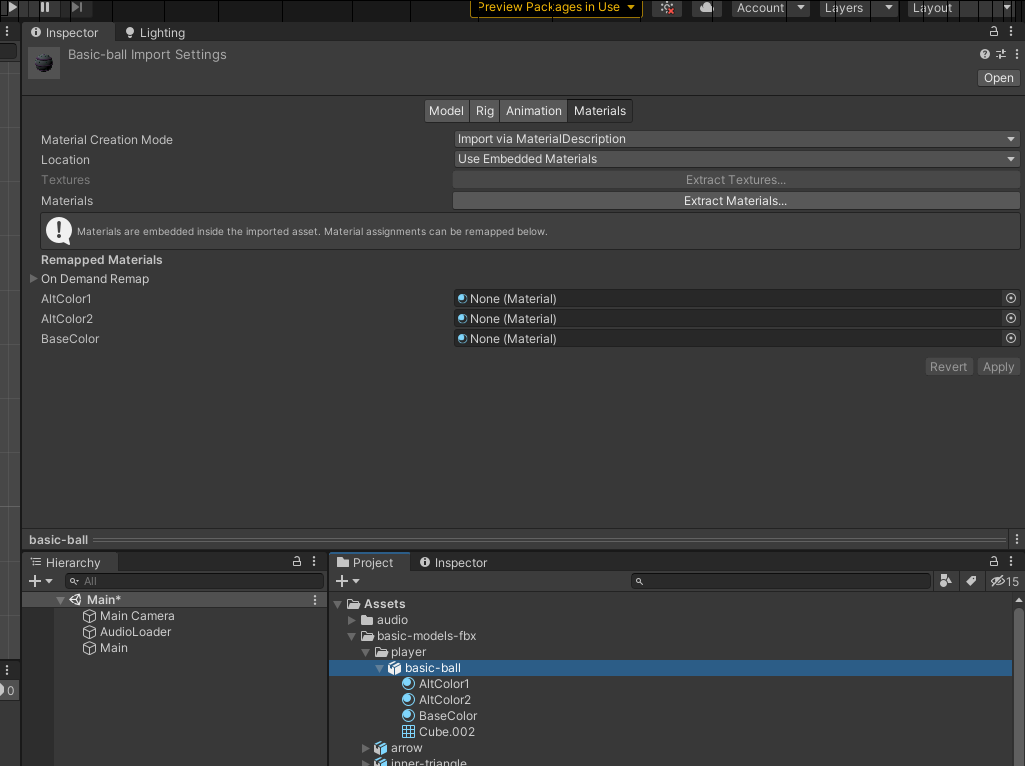 Preview Packages in Use
Account
Layers
Layout
Inspector
Lighting
Basic-ball Import Settings
Open
Model
Rig
Animation
Materials
Material Creation Mode
Import via MaterialDescription
Location
Use Embedded Materials
Textures
Extract Textures...
Materials
Extract Materials...
Materials are embedded inside the imported asset. Material assignments can be remapped below.
Remapped Materials
On Demand Remap
AltColor1
None (Material)
AltColor2
None (Material)
BaseColor
None (Material)
Revert
Apply
basic-ball
Hierarchy
All
Main*
Main Camera
AudioLoader
Main
0
Project
Inspector
15
Assets
audio
basic-models-fbx
player
basic-ball
AltColor1
AltColor2
BaseColor
Cube.002
arrow
inner-triangle